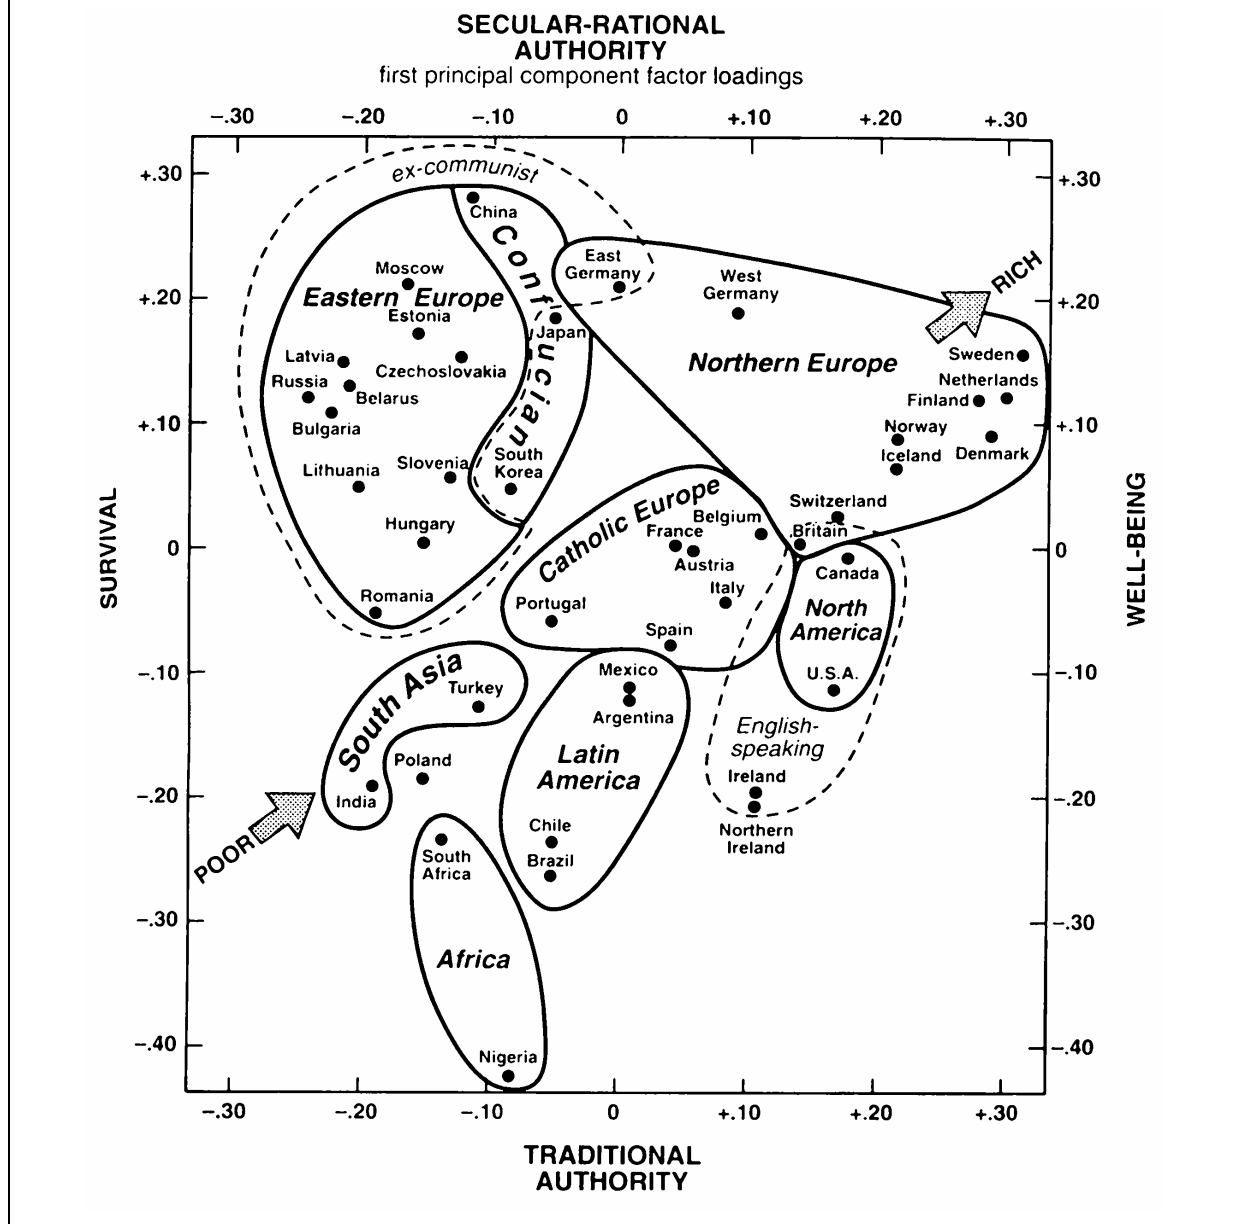 SECULAR-RATIONAL
AUTHORITY
first principal component factor loadings
–.30 –.20 –.10 0 +.10 +.20 +.30
+.30 +.30
ex-communist
China
Confucian
East
Germany
West
Germany
RICH
Moscow
+.20 Eastern Europe +.20
Estonia
Japan
Latvia
Czechoslovakia
Northern Europe
Sweden
Russia
Belarus
Netherlands
Finland
+.10 Bulgaria +.10
Norway
Iceland
Denmark
Lithuania
Slovenia
South
Korea
Catholic Europe
Switzerland
Hungary
Belgium
Britain
France
0 0
Austria
Canada
SURVIVAL
WELL-BEING
Romania
Portugal
Italy
North
America
Spain
–.10 –.10
South Asia
Turkey
Mexico
U.S.A.
Argentina
English-
speaking
Latin
America
Poland
Ireland
–.20 –.20
India
Northern
Ireland
POOR
Chile
South
Africa
Brazil
–.30 –.30
Africa
–.40 –.40
Nigeria
–.30 –.20 –.10 0 +.10 +.20 +.30
TRADITIONAL
AUTHORITY